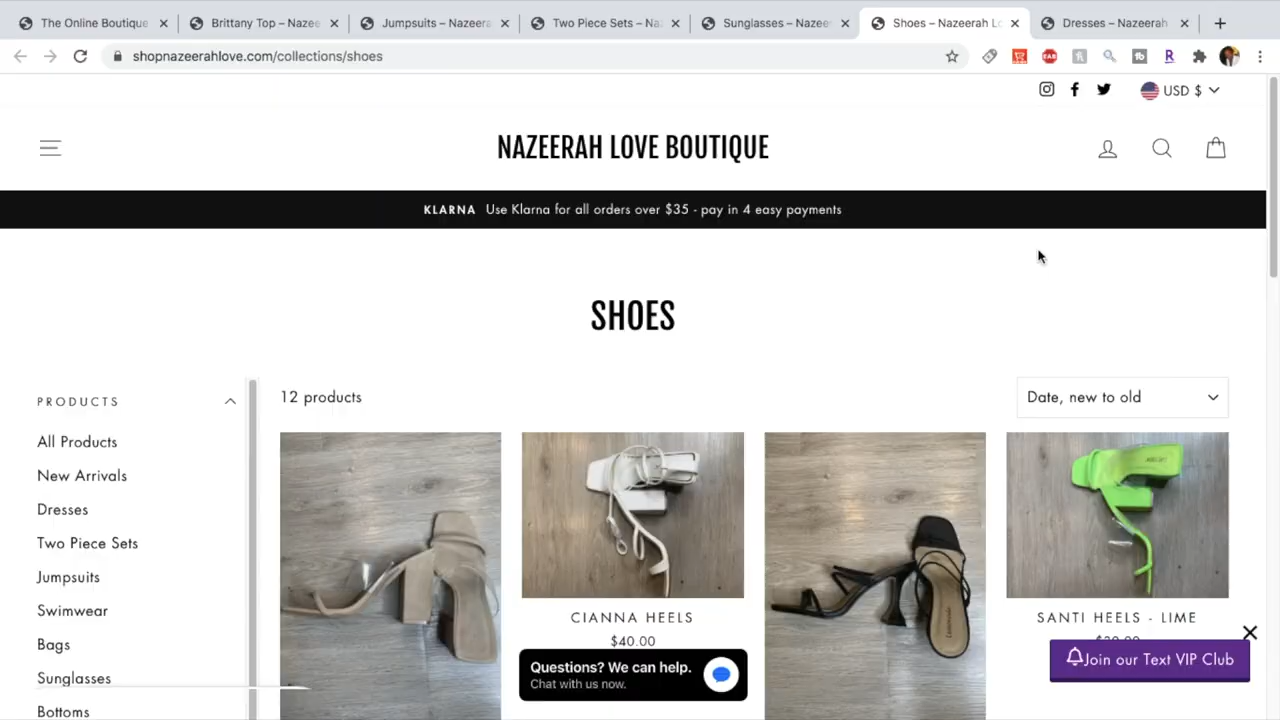 The Online Boutique
Brittany Top – Nazee
Jumpsuits – Nazeera
Two Piece Sets – Na
Sunglasses – Nazeer
Shoes – Nazeerah Lo
Dresses – Nazeerah
shopnazeerahlove.com/collections/shoes
USD $
NAZEERAH LOVE BOUTIQUE
KLARNA Use Klarna for all orders over $35 - pay in 4 easy payments
SHOES
PRODUCTS
All Products
New Arrivals
Dresses
Two Piece Sets
Jumpsuits
Swimwear
Bags
Sunglasses
Bottoms
12 products
Date, new to old
CIANNA HEELS
$40.00
SANTI HEELS - LIME
Questions? We can help.
Chat with us now.
Join our Text VIP Club